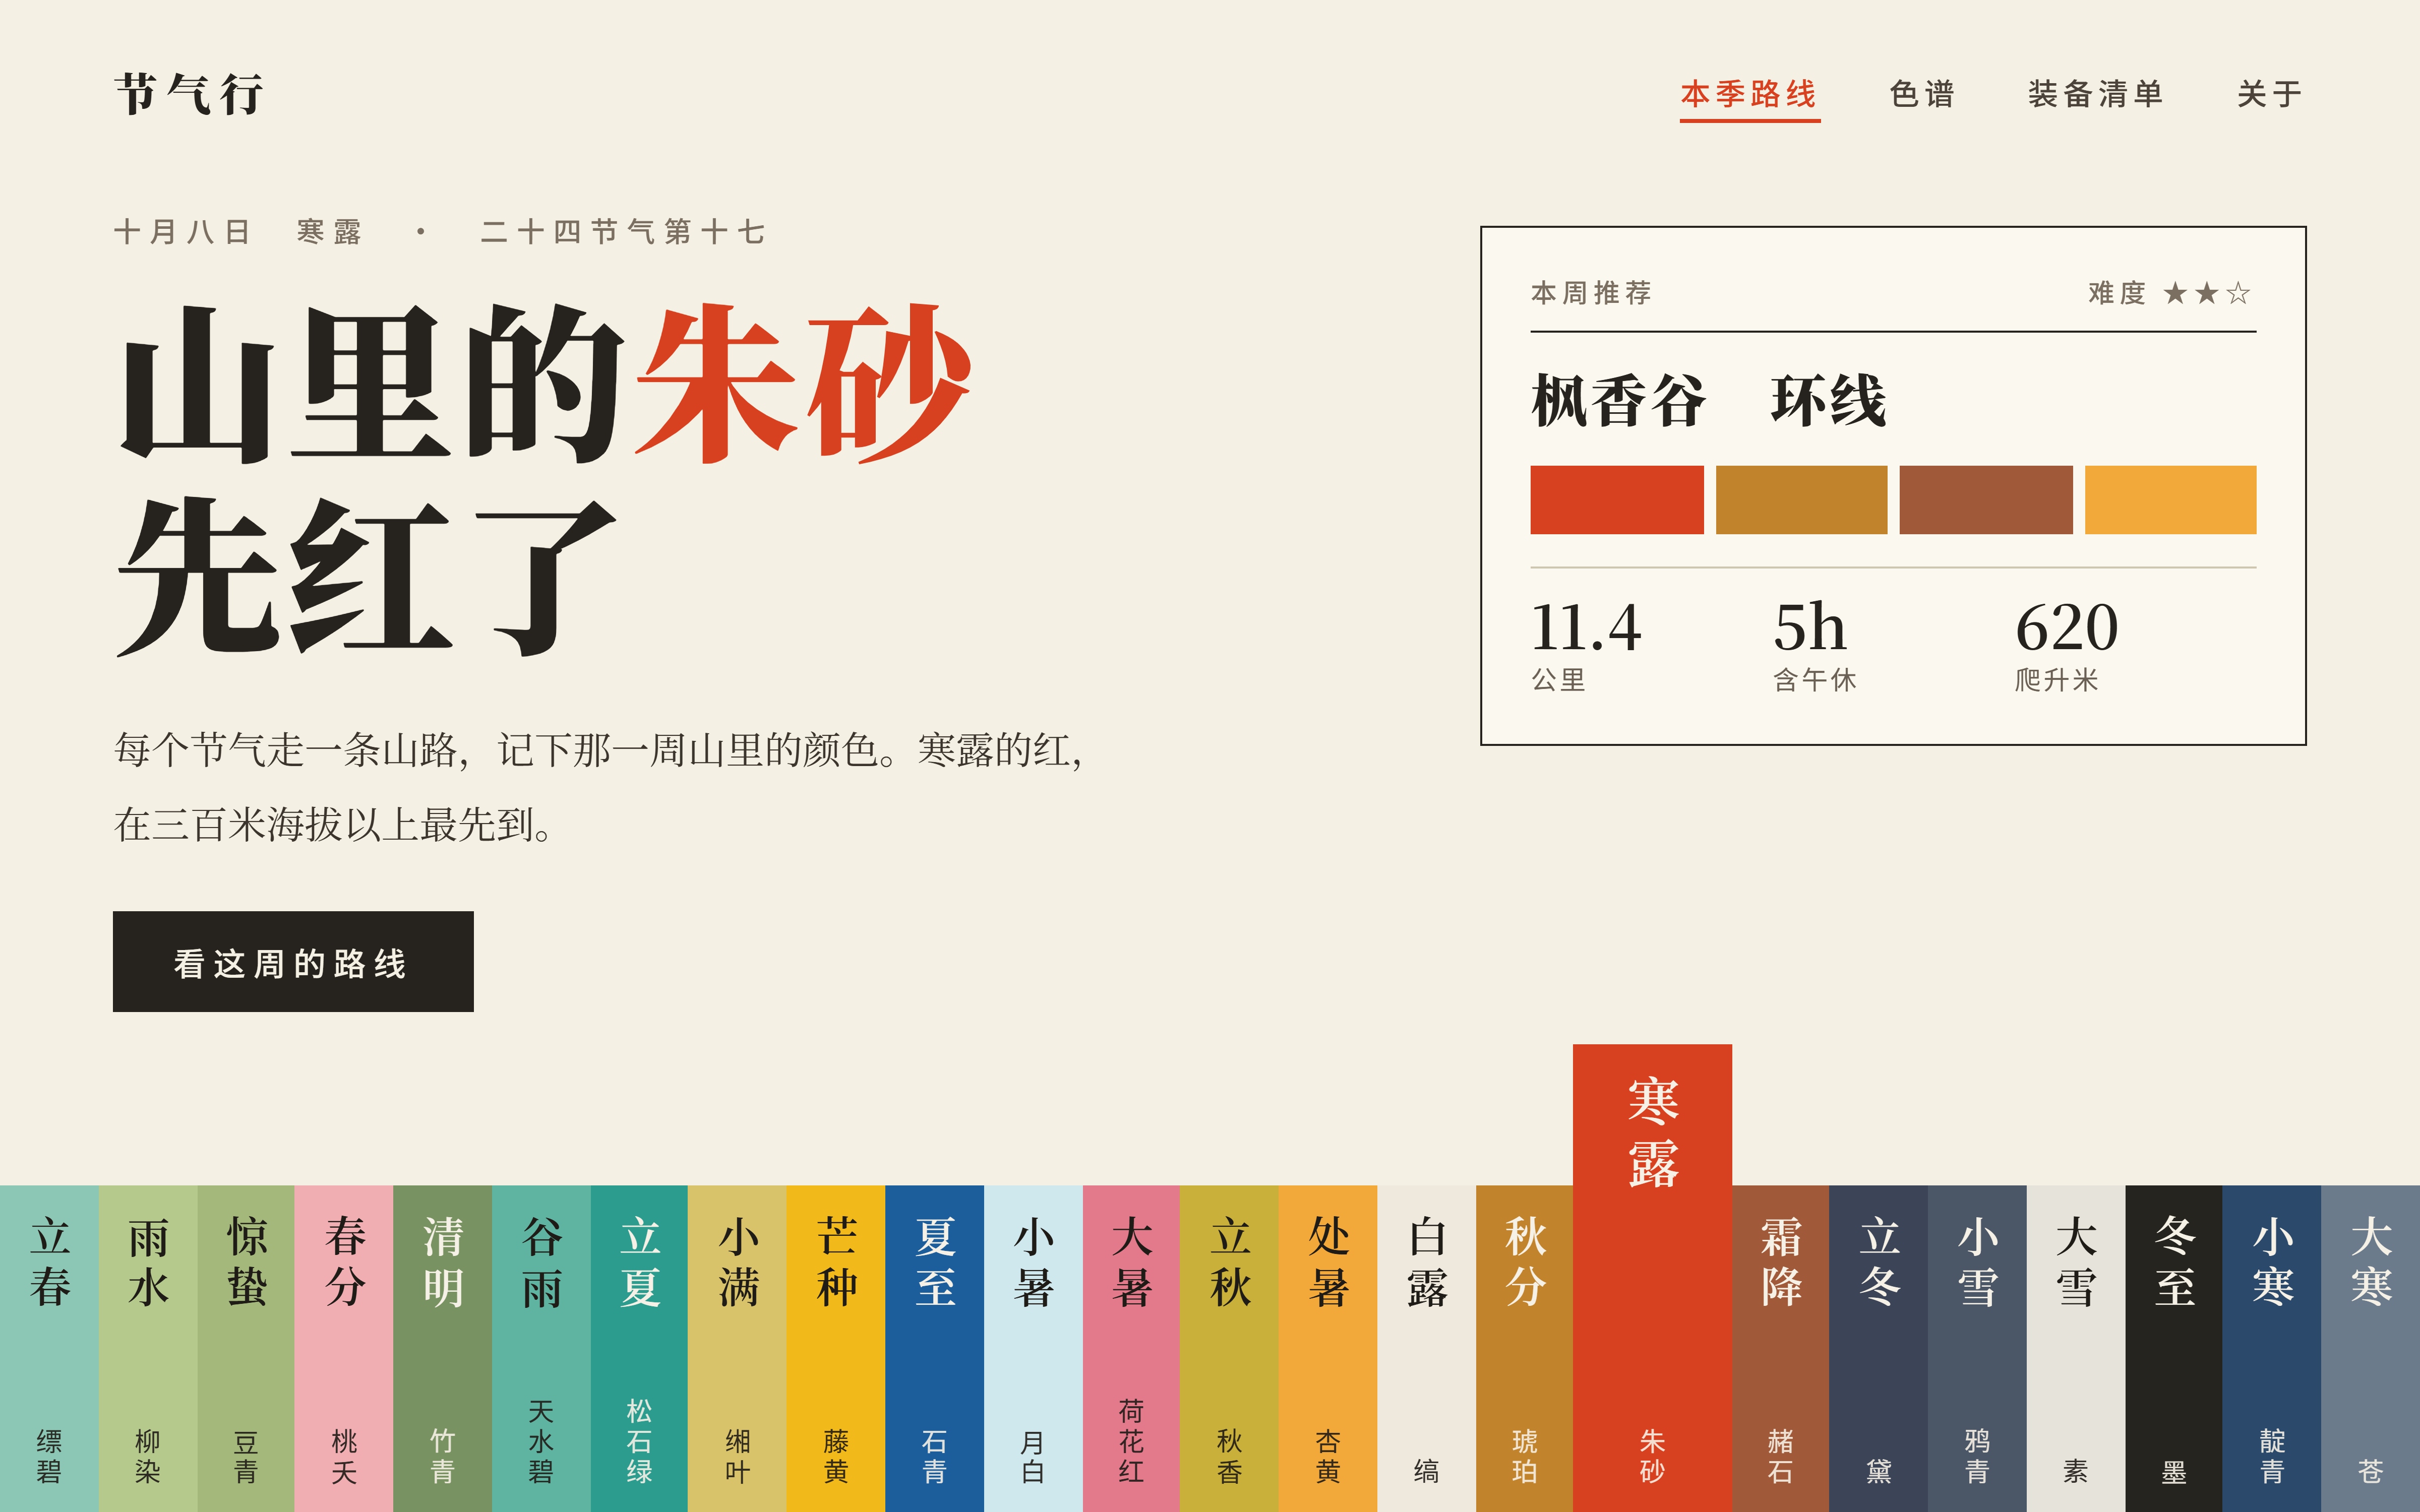 节气行
本季路线 色谱 装备清单 关于
十月八日 寒露 · 二十四节气第十七
山里的朱砂
先红了
每个节气走一条山路，记下那一周山里的颜色。寒露的红，
在三百米海拔以上最先到。
看这周的路线
本周推荐 难度 ★★☆
枫香谷 环线
11.4 5h 620
公里 含午休 爬升米
立春
缥碧
雨水
柳染
惊蛰
豆青
春分
桃夭
清明
竹青
谷雨
天水碧
立夏
松石绿
小满
缃叶
芒种
藤黄
夏至
石青
小暑
月白
大暑
荷花红
立秋
秋香
处暑
杏黄
白露
缟
秋分
琥珀
寒露
朱砂
霜降
赭石
立冬
黛
小雪
鸦青
大雪
素
冬至
墨
小寒
靛青
大寒
苍